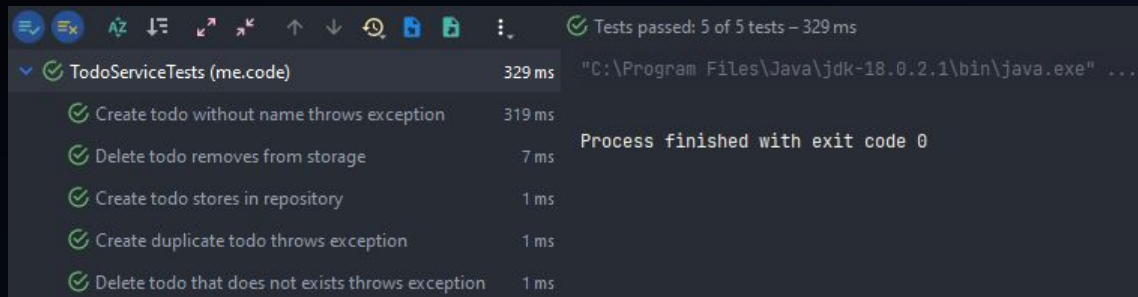 Tests passed: 5 of 5 tests – 329 ms
TodoServiceTests (me.code) 329 ms
Create todo without name throws exception 319 ms
Delete todo removes from storage 7 ms
Create todo stores in repository 1 ms
Create duplicate todo throws exception 1 ms
Delete todo that does not exists throws exception 1 ms
"C:\Program Files\Java\jdk-18.0.2.1\bin\java.exe" ...
Process finished with exit code 0